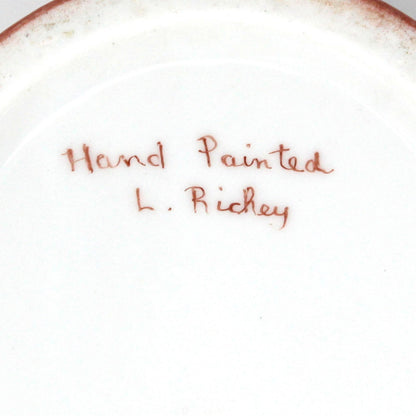 Hand Painted
L. Richey